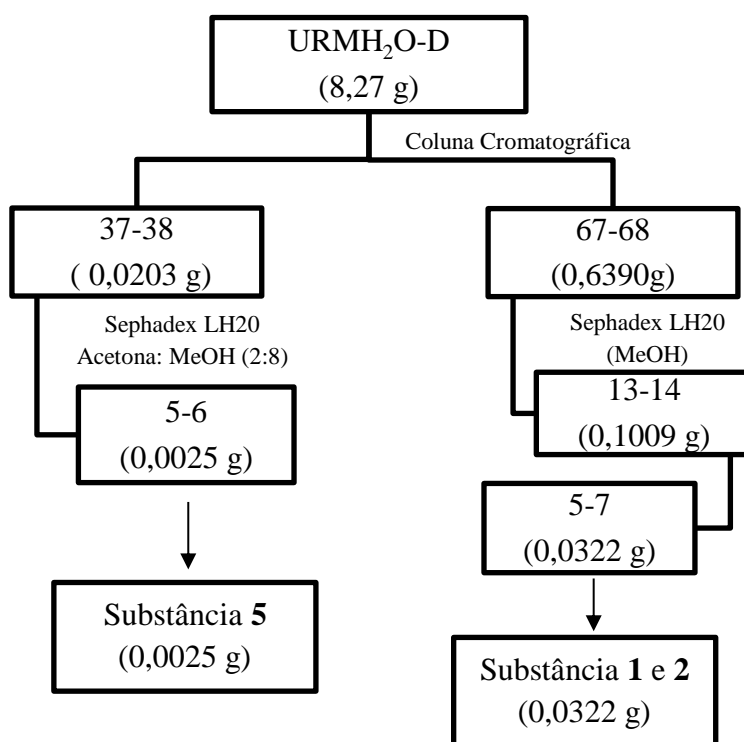 URMH₂O-D
(8,27 g)
Coluna Cromatográfica
37-38
( 0,0203 g)
Sephadex LH20
Acetona: MeOH (2:8)
5-6
(0,0025 g)
Substância 5
(0,0025 g)
67-68
(0,6390g)
Sephadex LH20
(MeOH)
13-14
(0,1009 g)
5-7
(0,0322 g)
Substância 1 e 2
(0,0322 g)